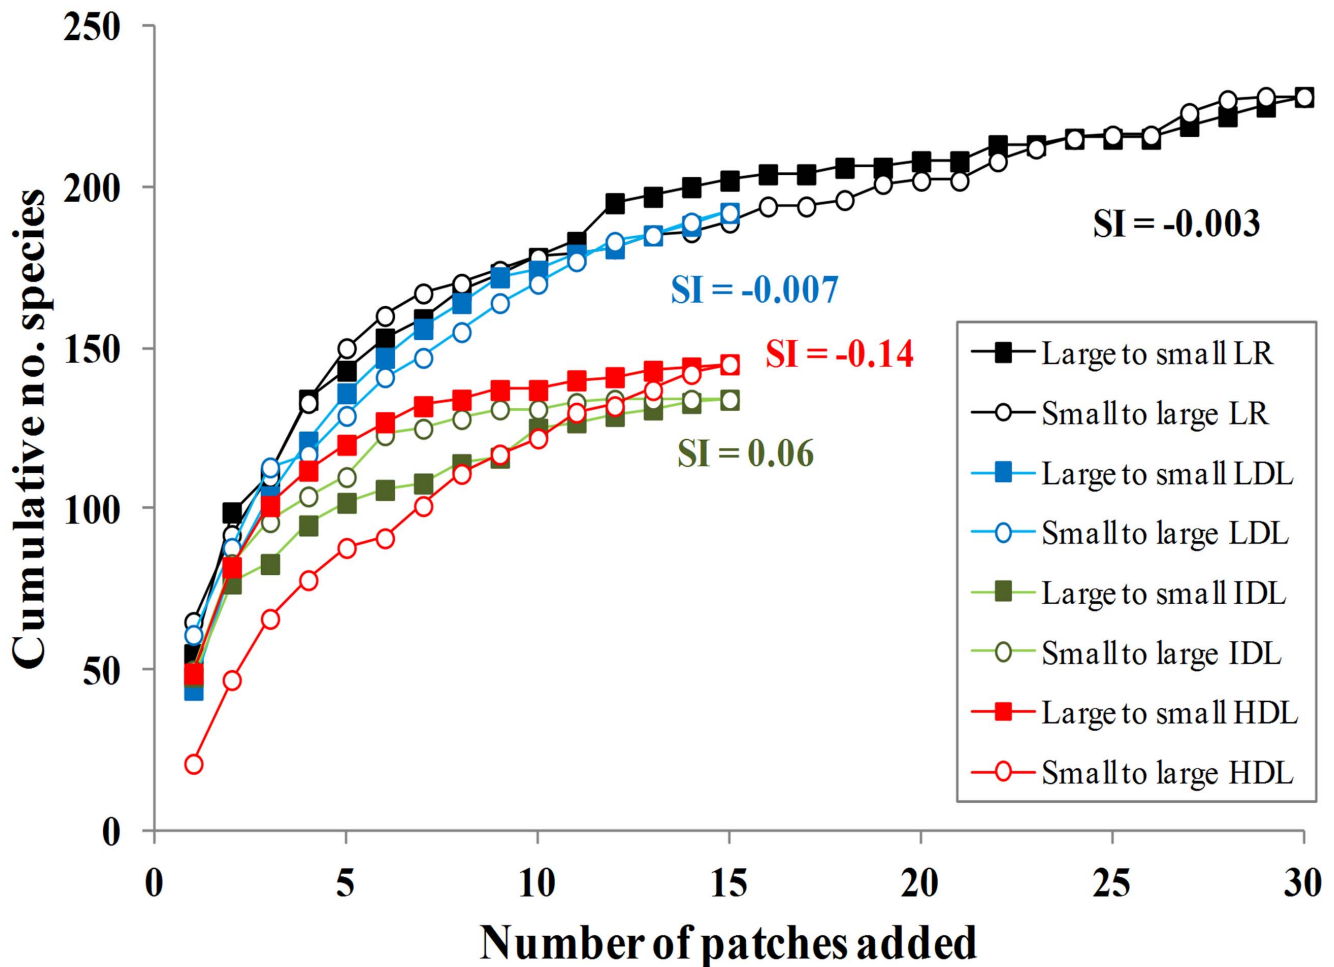 250
200
150
100
50
0
Cumulative no. species
SI = -0.003
SI = -0.007
SI = -0.14
SI = 0.06
Large to small LR
Small to large LR
Large to small LDL
Small to large LDL
Large to small IDL
Small to large IDL
Large to small HDL
Small to large HDL
0 5 10 15 20 25 30
Number of patches added